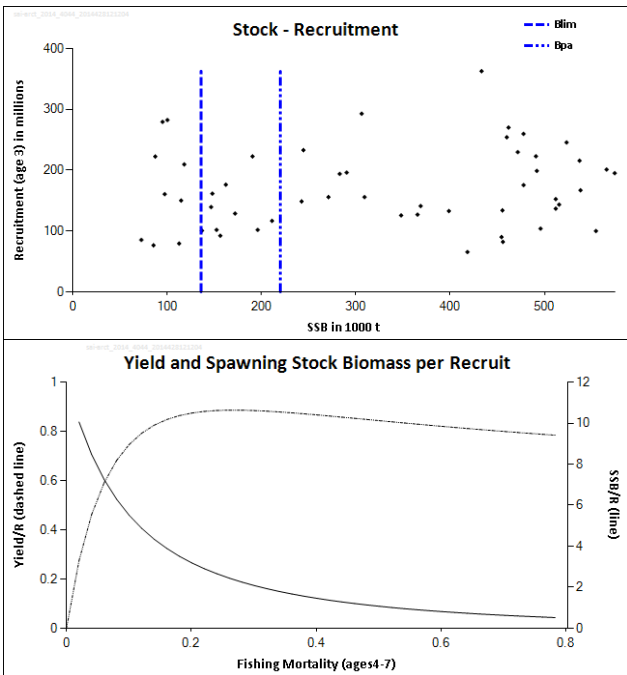 Stock - Recruitment
Blim
Bpa
Recruitment (age 3) in millions
400
300
200
100
0
0 100 200 300 400 500
SSB in 1000 t
Yield and Spawning Stock Biomass per Recruit
Yield/R (dashed line)
1
0.8
0.6
0.4
0.2
0
12
10
8
6
4
2
0
SSB/R (line)
0 0.2 0.4 0.6 0.8
Fishing Mortality (ages4-7)